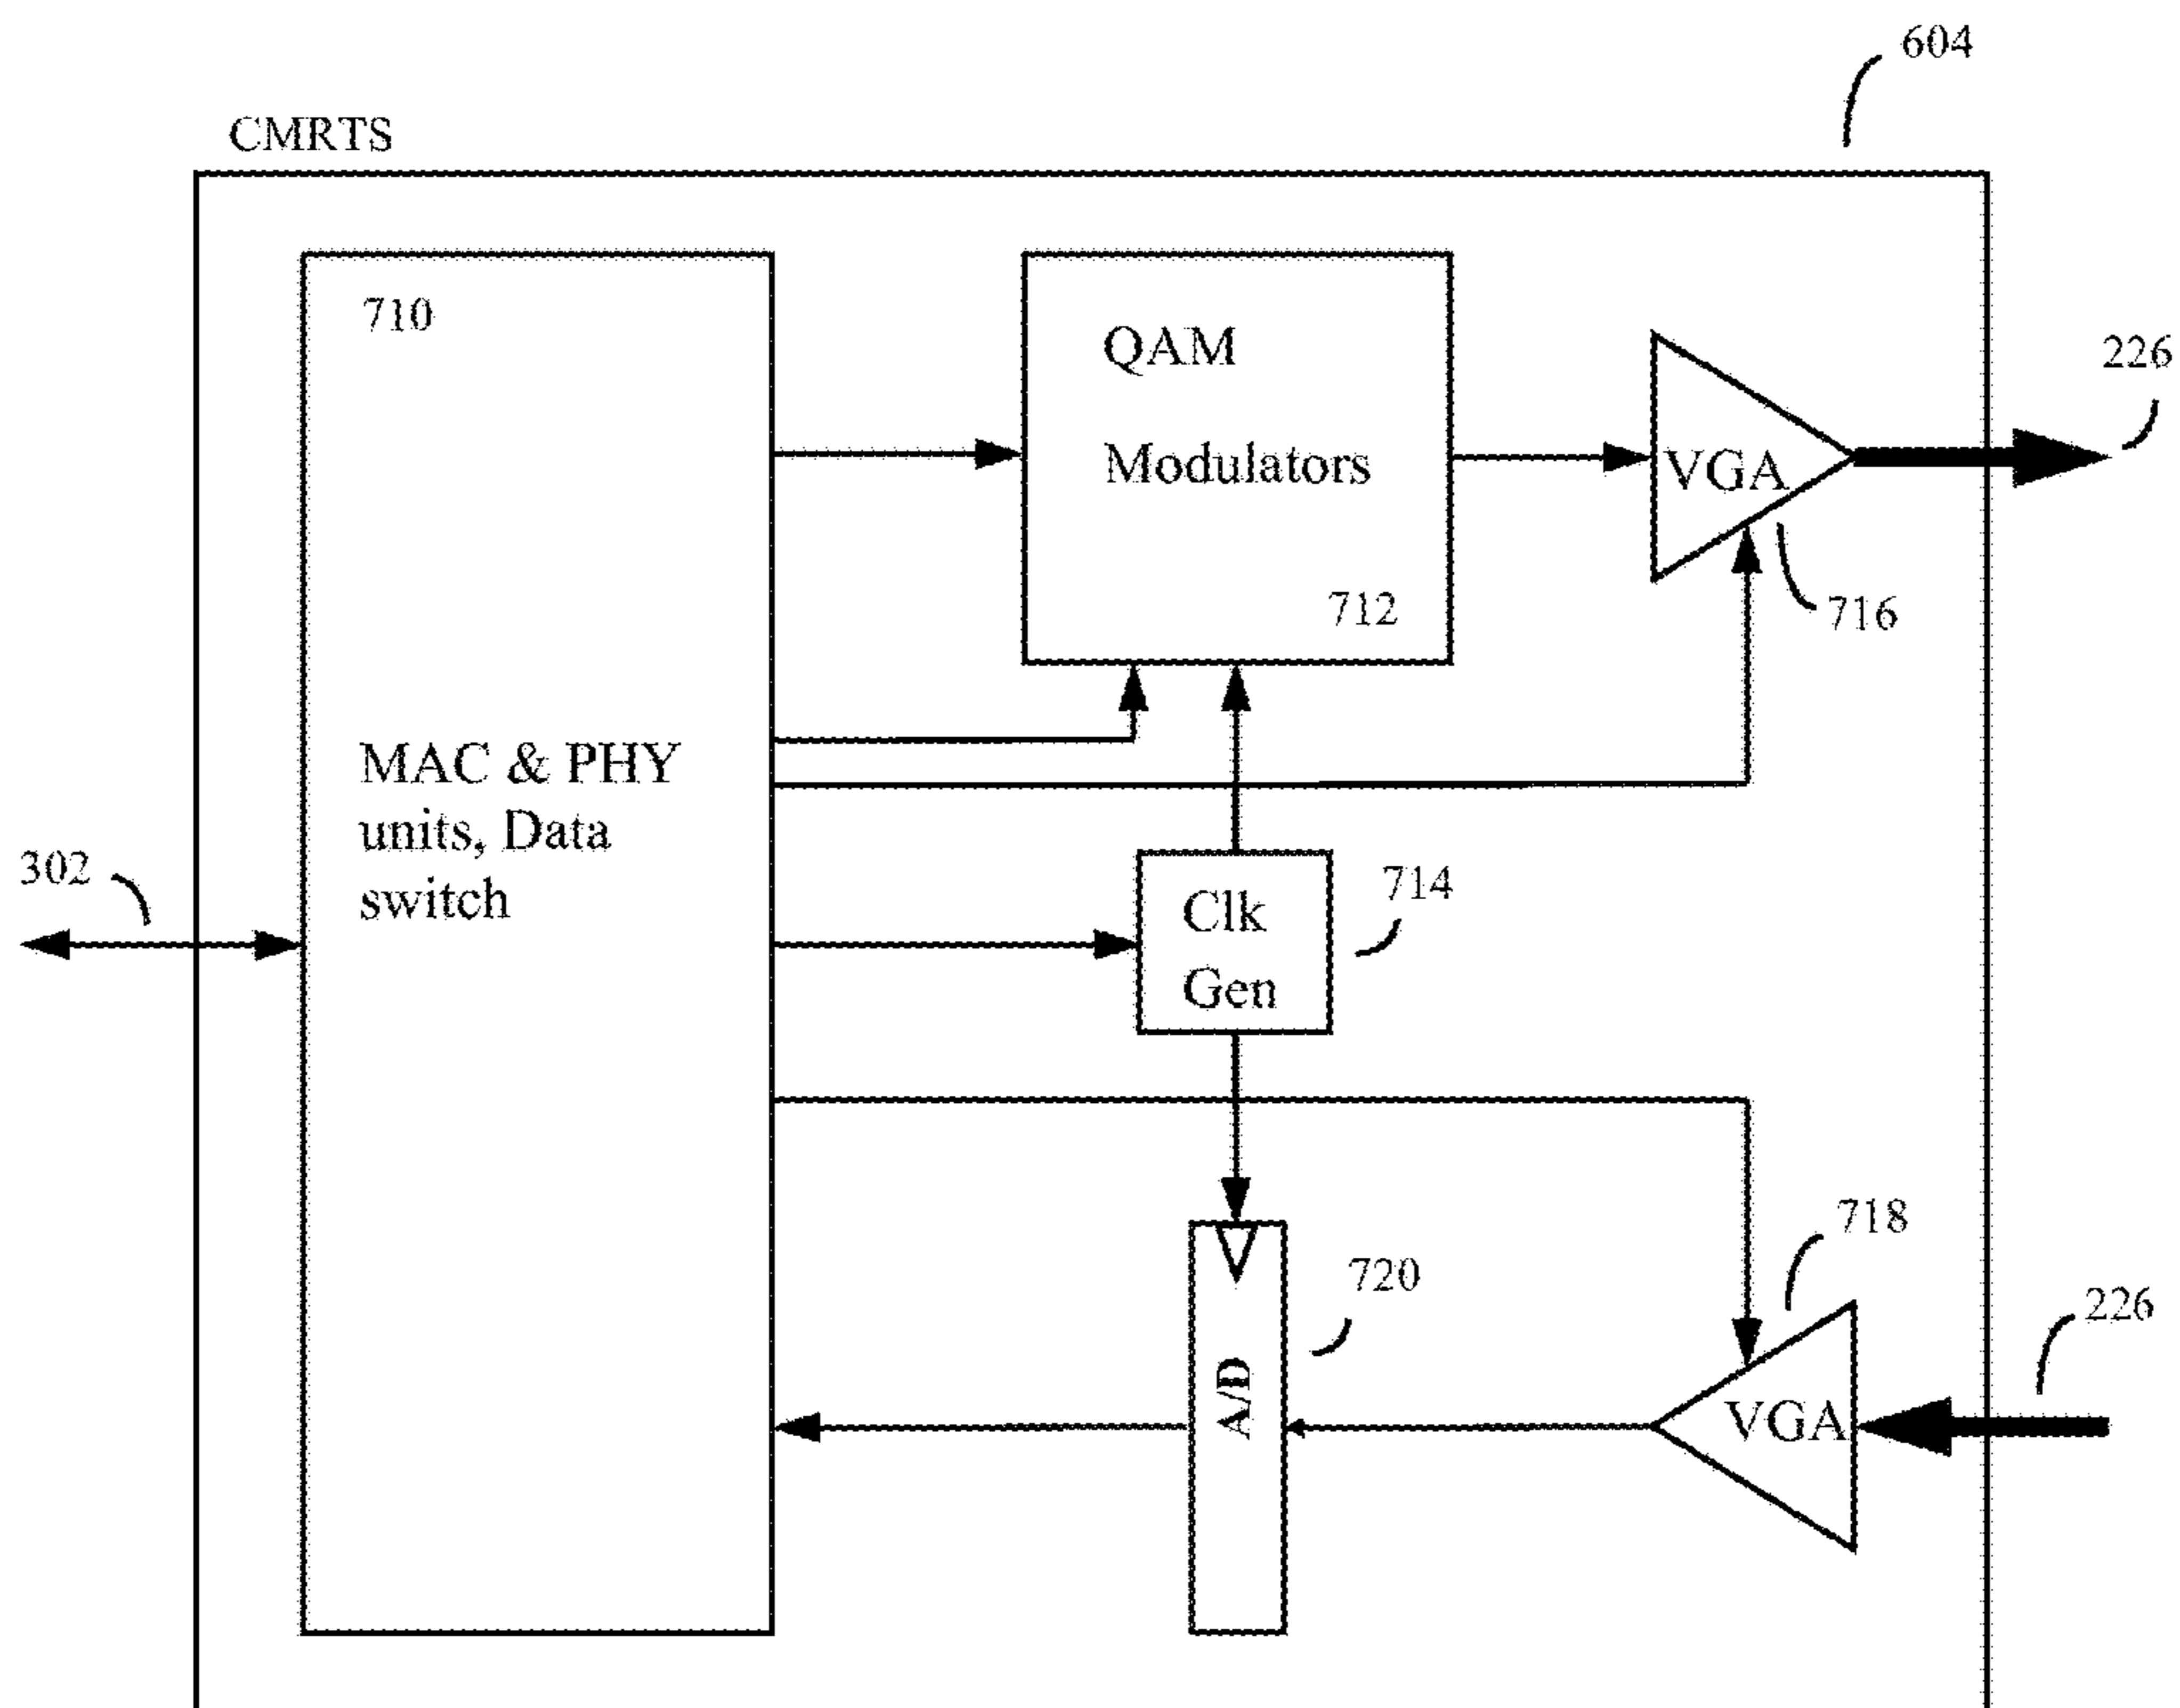 604
CMRTS
710
QAM
Modulators
712
VGA
226
716
MAC & PHY
units, Data
switch
302
Clk
Gen
714
718
720
A/D
VGA
226